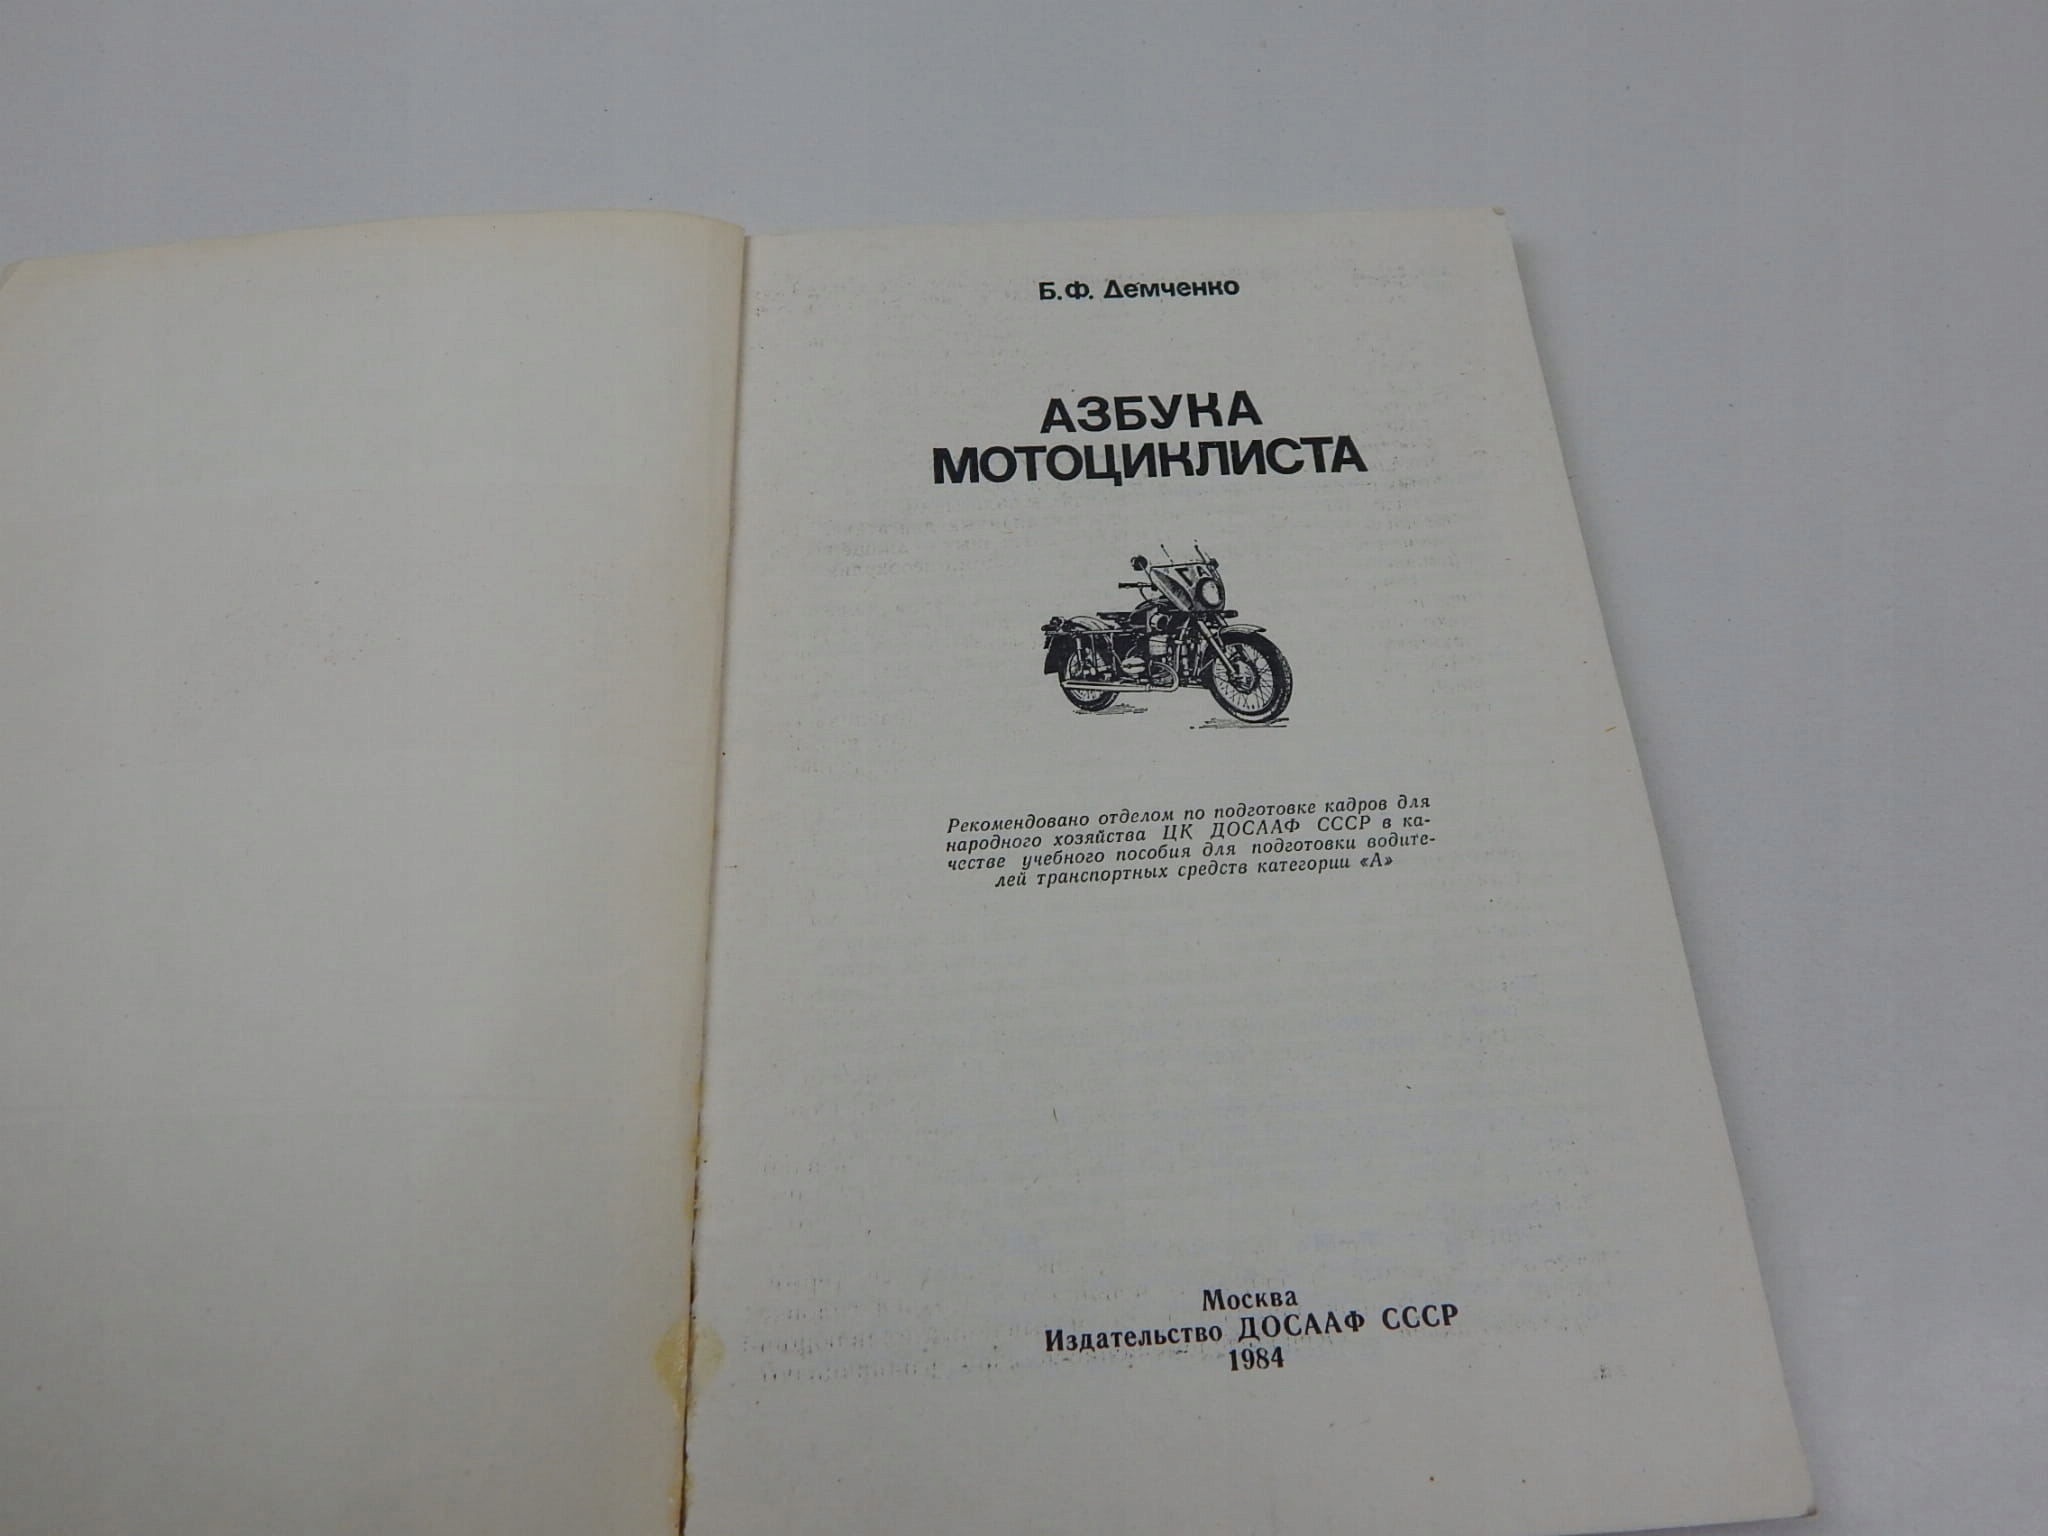 Б.Ф. Демченко
АЗБУКА
МОТОЦИКЛИСТА
Рекомендовано отделом по подготовке кадров для
народного хозяйства ЦК ДОСААФ СССР в ка-
честве учебного пособия для подготовки водите-
лей транспортных средств категории «А»
Москва
Издательство ДОСААФ СССР
1984